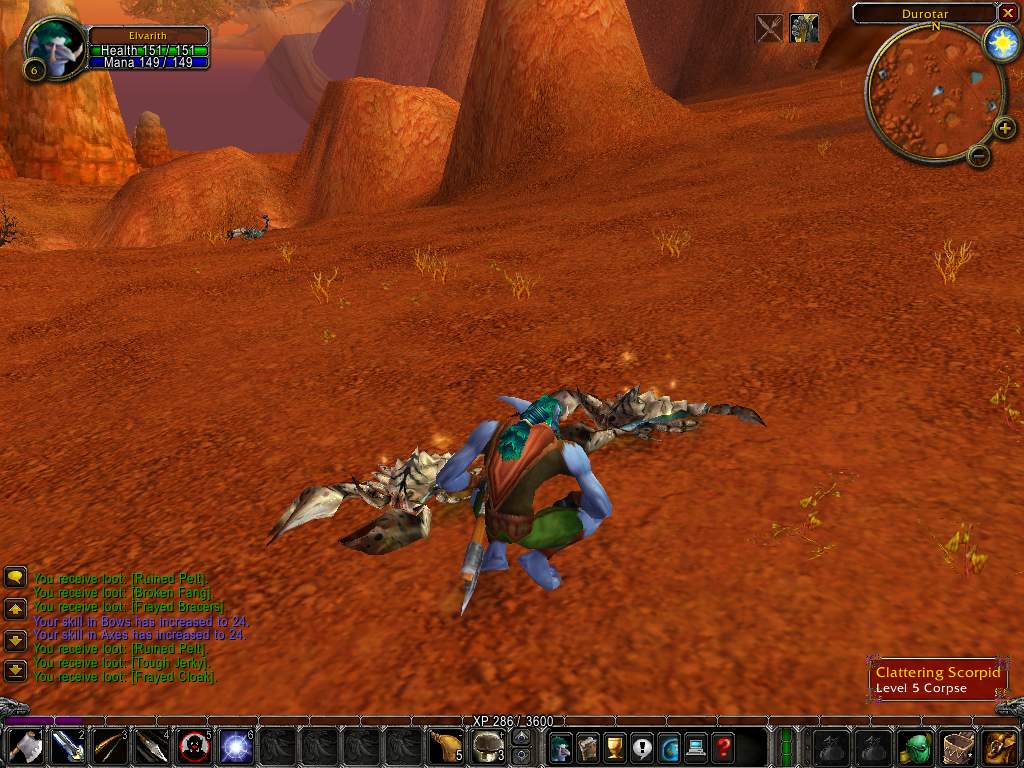 Elvarith
Health 151 / 151
Mana 149 / 149
6
Durotar
N
You receive loot: [Ruined Pelt].
You receive loot: [Broken Fang].
You receive loot: [Frayed Bracers]
Your skill in Bows has increased to 24.
Your skill in Axes has increased to 24.
You receive loot: [Ruined Pelt].
You receive loot: [Tough Jerky].
You receive loot: [Frayed Cloak].
Clattering Scorpid
Level 5 Corpse
XP 286 / 3600
2 3 4 5 6
5 3